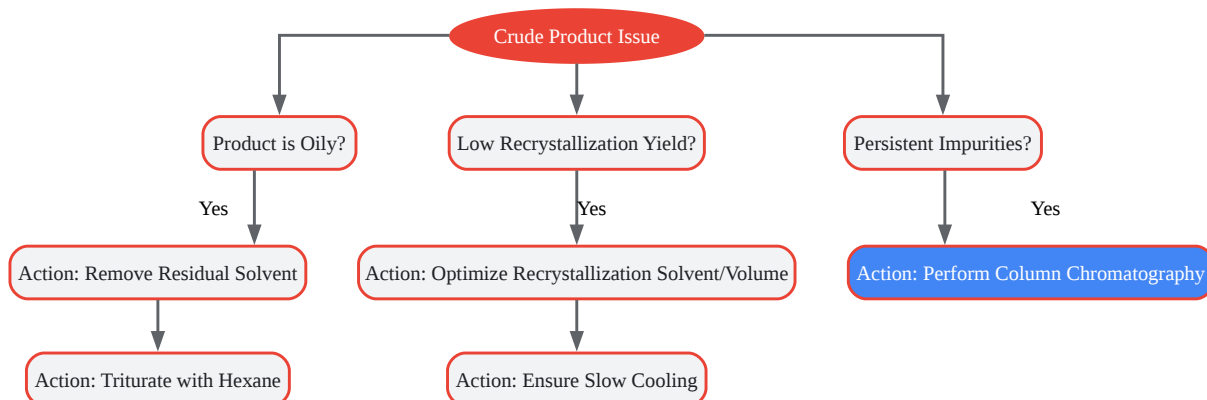 Crude Product Issue
Product is Oily?
Low Recrystallization Yield?
Persistent Impurities?
Yes
Yes
Yes
Action: Remove Residual Solvent
Action: Optimize Recrystallization Solvent/Volume
Action: Perform Column Chromatography
Action: Triturate with Hexane
Action: Ensure Slow Cooling